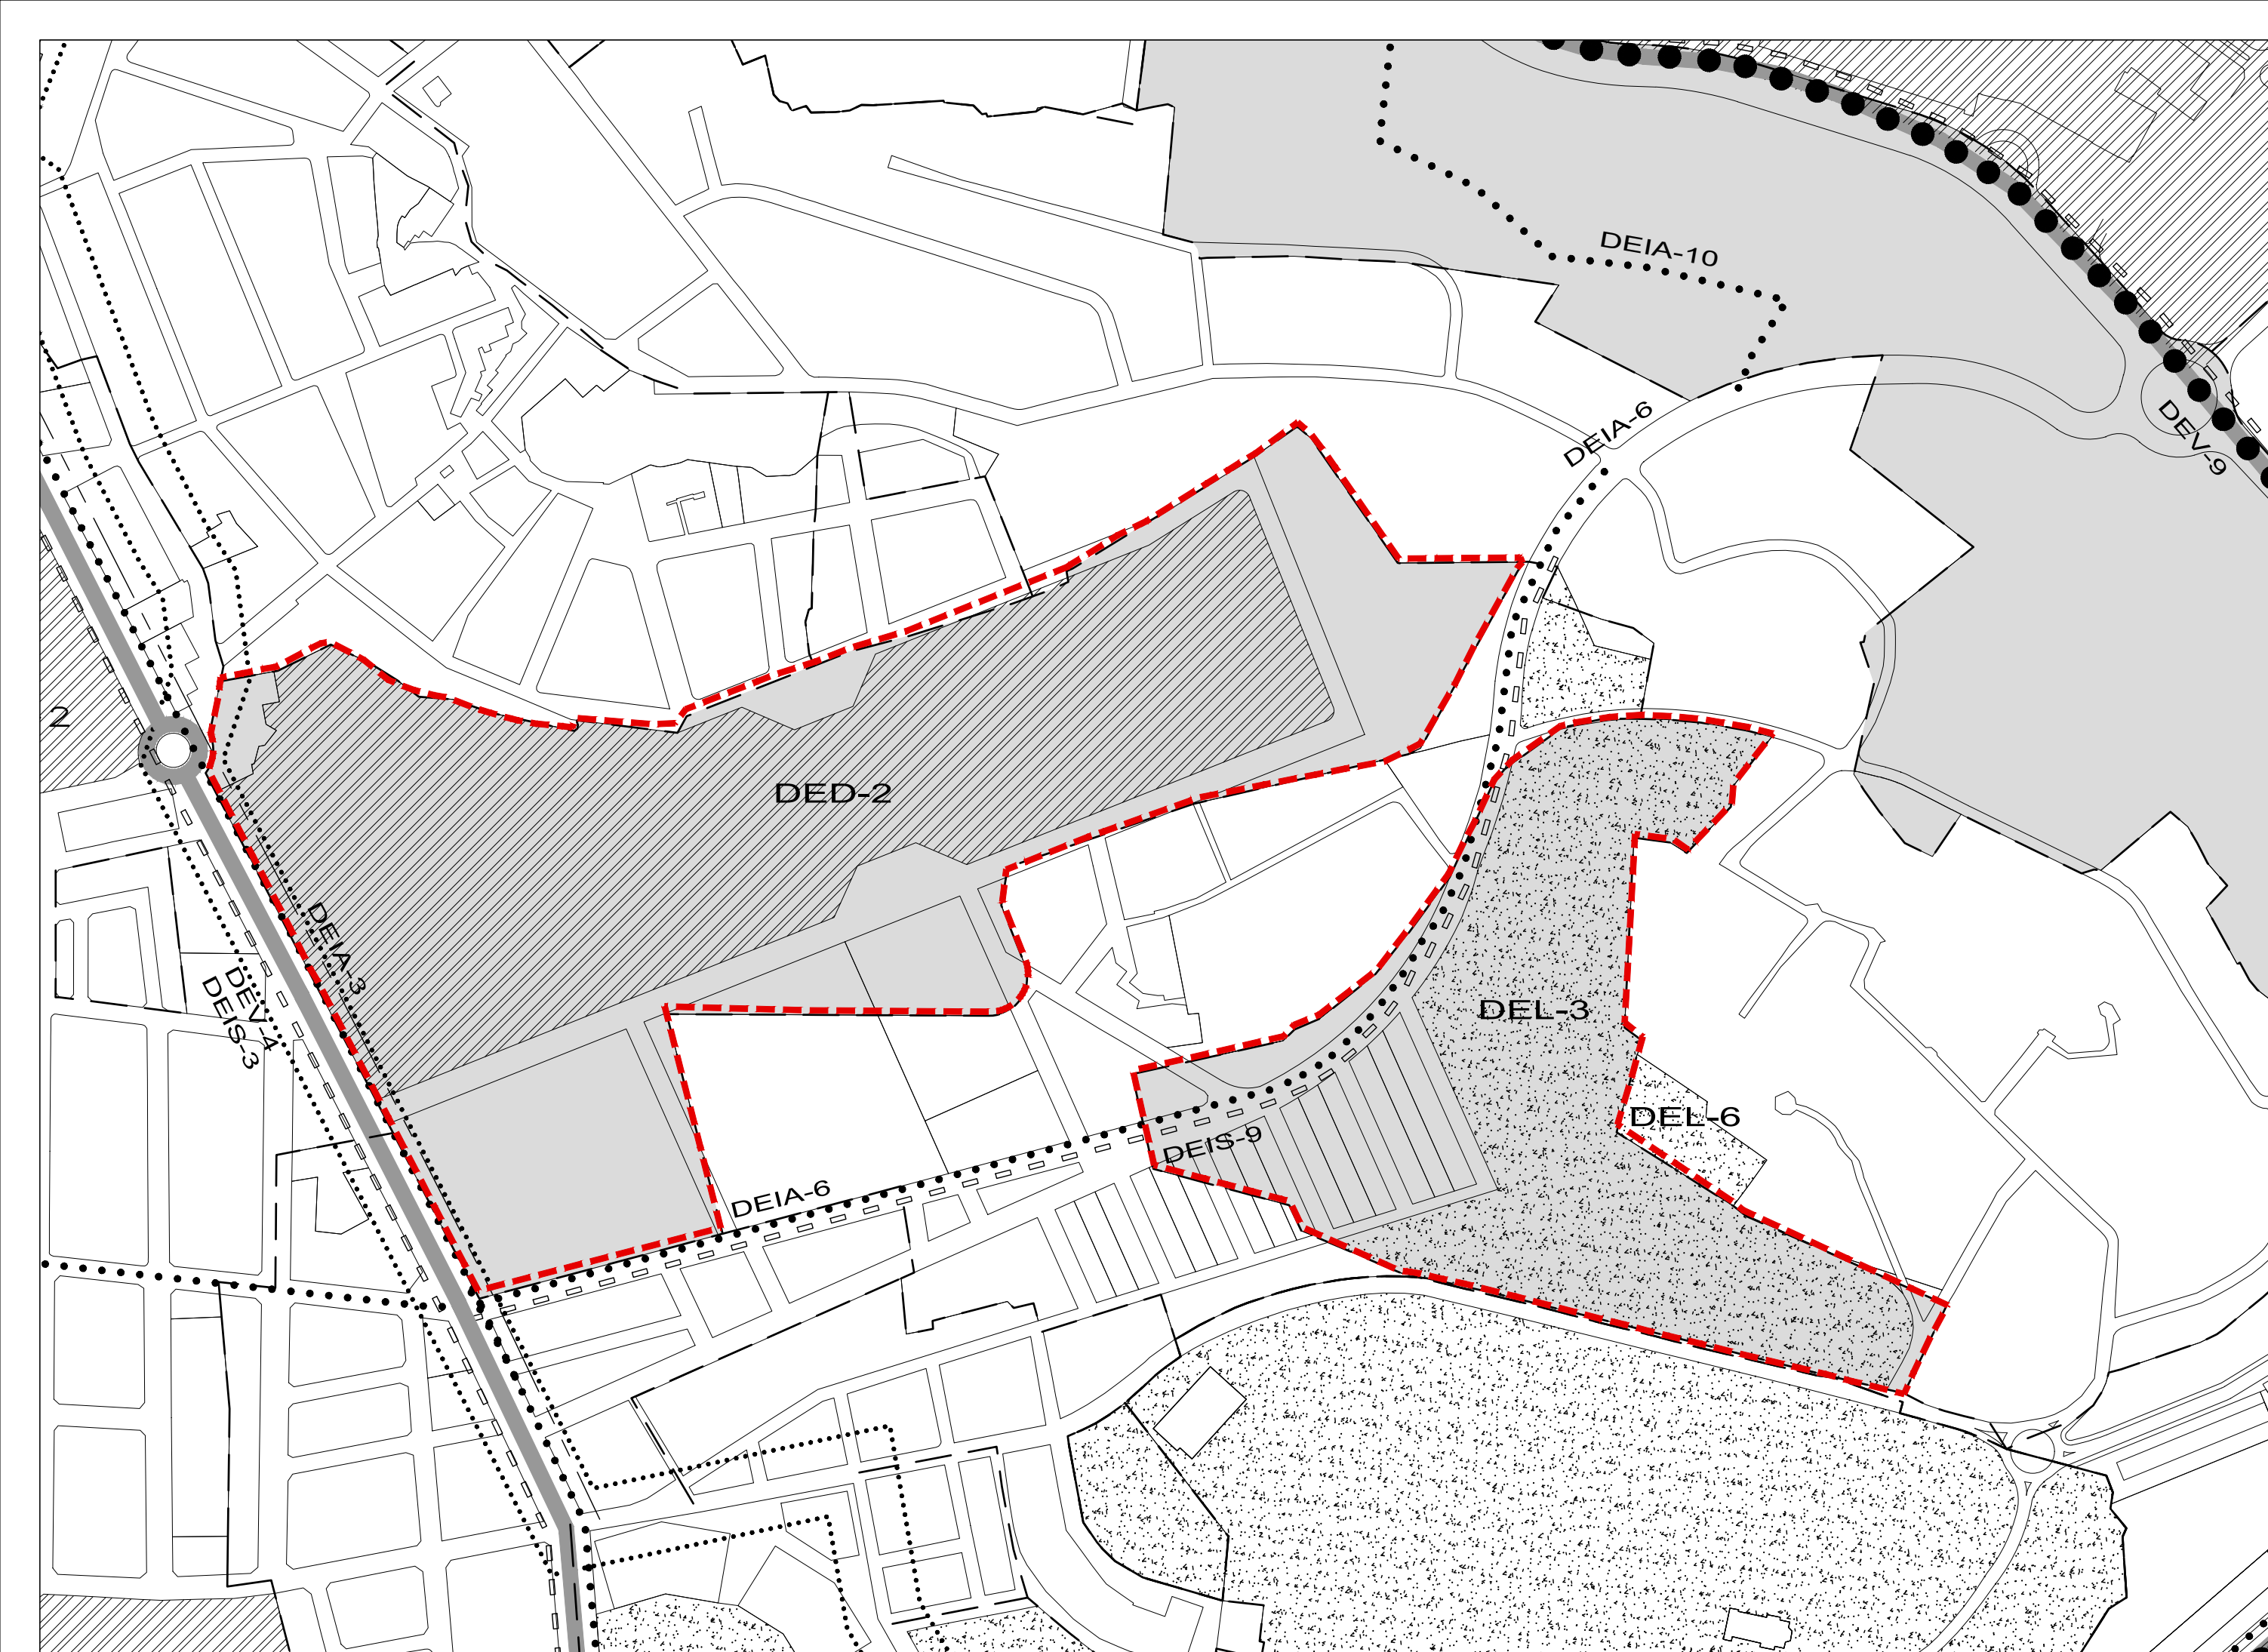 DEIA-10
DEIA-6
DEV-9
2
DED-2
DEIA-3
DEV-4
DEIS-3
DEL-3
DEL-6
DEIS-9
DEIA-6